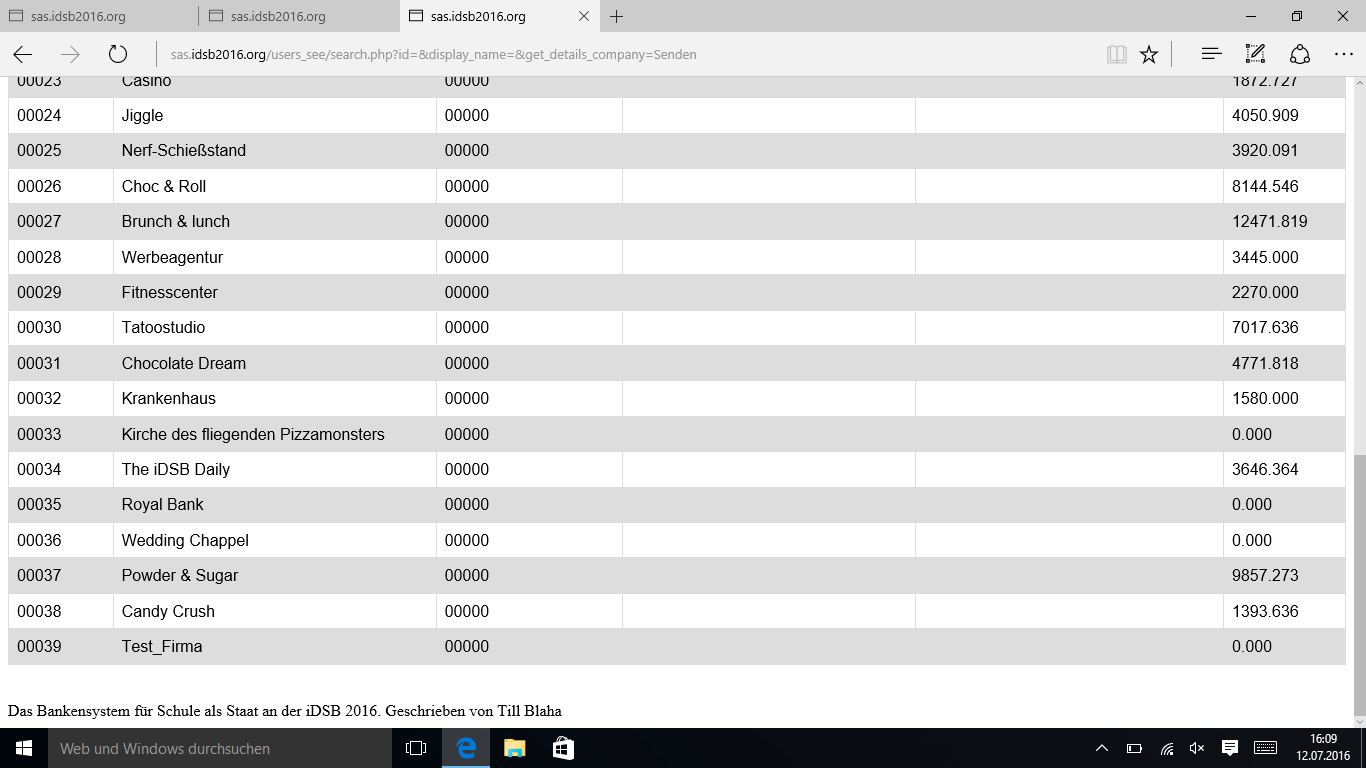 sas.idsb2016.org sas.idsb2016.org sas.idsb2016.org
sas.idsb2016.org/users_see/search.php?id=&display_name=&get_details_company=Senden
00023 Casino 00000 1872.727
00024 Jiggle 00000 4050.909
00025 Nerf-Schießstand 00000 3920.091
00026 Choc & Roll 00000 8144.546
00027 Brunch & lunch 00000 12471.819
00028 Werbeagentur 00000 3445.000
00029 Fitnesscenter 00000 2270.000
00030 Tatoostudio 00000 7017.636
00031 Chocolate Dream 00000 4771.818
00032 Krankenhaus 00000 1580.000
00033 Kirche des fliegenden Pizzamonsters 00000 0.000
00034 The iDSB Daily 00000 3646.364
00035 Royal Bank 00000 0.000
00036 Wedding Chappel 00000 0.000
00037 Powder & Sugar 00000 9857.273
00038 Candy Crush 00000 1393.636
00039 Test_Firma 00000 0.000
Das Bankensystem für Schule als Staat an der iDSB 2016. Geschrieben von Till Blaha
Web und Windows durchsuchen
16:09
12.07.2016